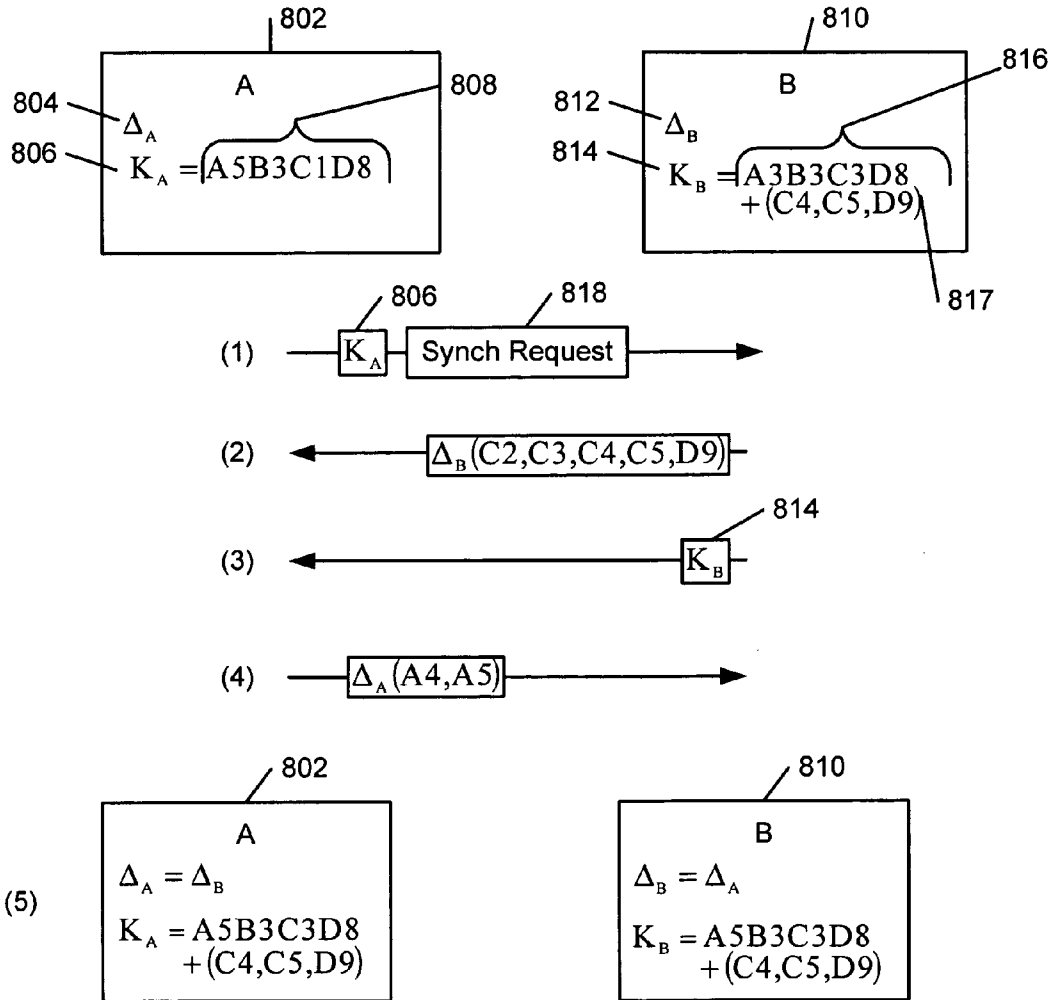 802
A
804
Δ_A
808
806
K_A = A5B3C1D8
810
B
816
812
Δ_B
814
K_B = A3B3C3D8
+ (C4,C5,D9)
817
806
818
(1) K_A Synch Request
(2) Δ_B(C2,C3,C4,C5,D9)
814
(3) K_B
(4) Δ_A(A4,A5)
802
A
(5)
Δ_A = Δ_B
K_A = A5B3C3D8
+ (C4,C5,D9)
810
B
Δ_B = Δ_A
K_B = A5B3C3D8
+ (C4,C5,D9)